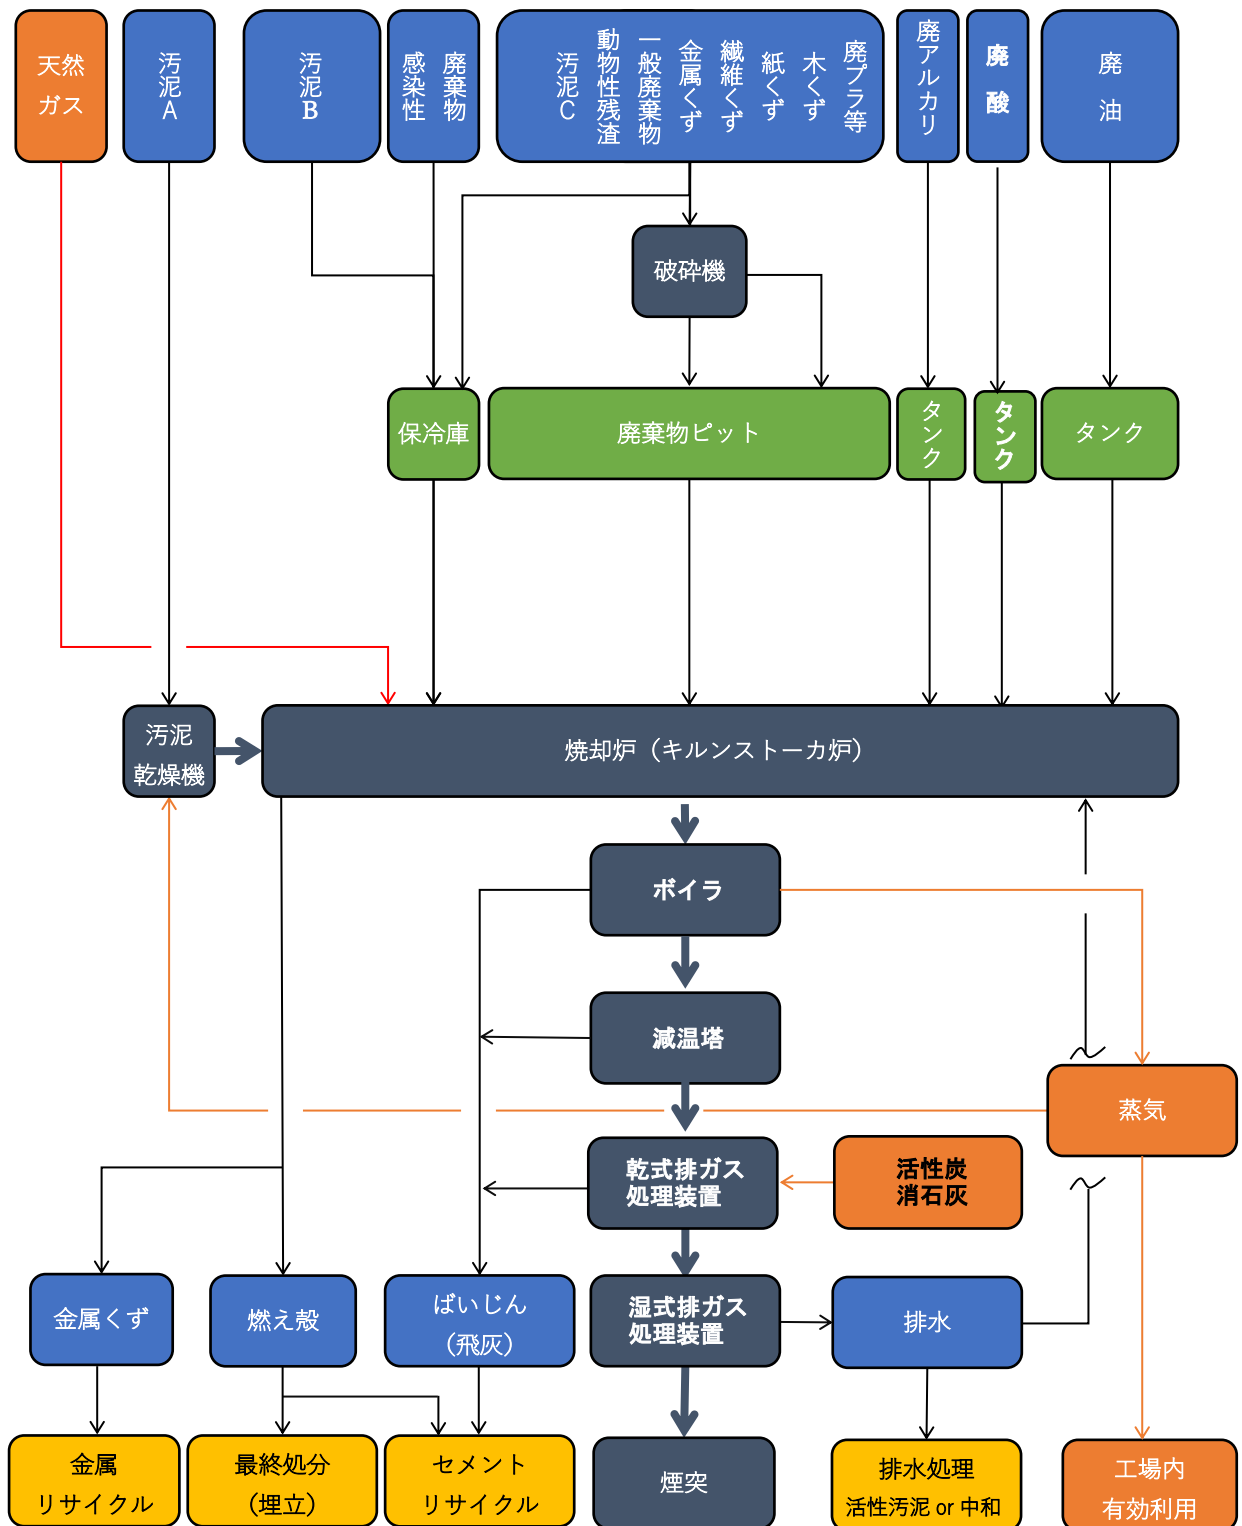 天然
ガス
汚泥A
汚泥B
廃棄物
感染性
廃プラ等
木くず
紙くず
繊維くず
金属くず
一般廃棄物
動物性残渣
汚泥C
廃アルカリ
廃酸
廃油
破砕機
保冷庫
廃棄物ピット
タンク
タンク
タンク
汚泥
乾燥機
焼却炉（キルンストーカ炉）
ボイラ
減温塔
蒸気
乾式排ガス
処理装置
活性炭
消石灰
金属くず
燃え殻
ばいじん
（飛灰）
湿式排ガス
処理装置
排水
金属
リサイクル
最終処分
（埋立）
セメント
リサイクル
煙突
排水処理
活性汚泥 or 中和
工場内
有効利用